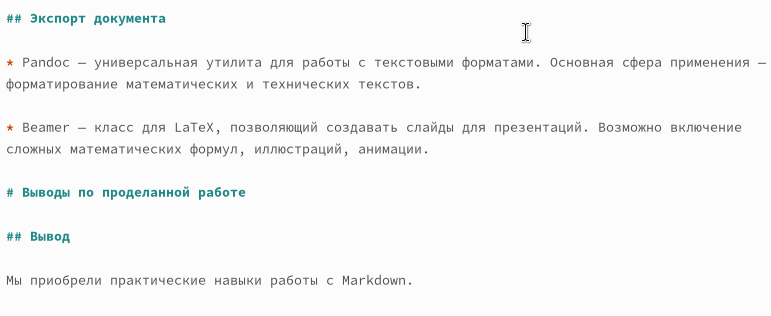 ## Экспорт документа
* Pandoc — универсальная утилита для работы с текстовыми форматами. Основная сфера применения —
форматирование математических и технических текстов.
* Beamer — класс для LaTeX, позволяющий создавать слайды для презентаций. Возможно включение
сложных математических формул, иллюстраций, анимации.
# Выводы по проделанной работе
## Вывод
Мы приобрели практические навыки работы с Markdown.